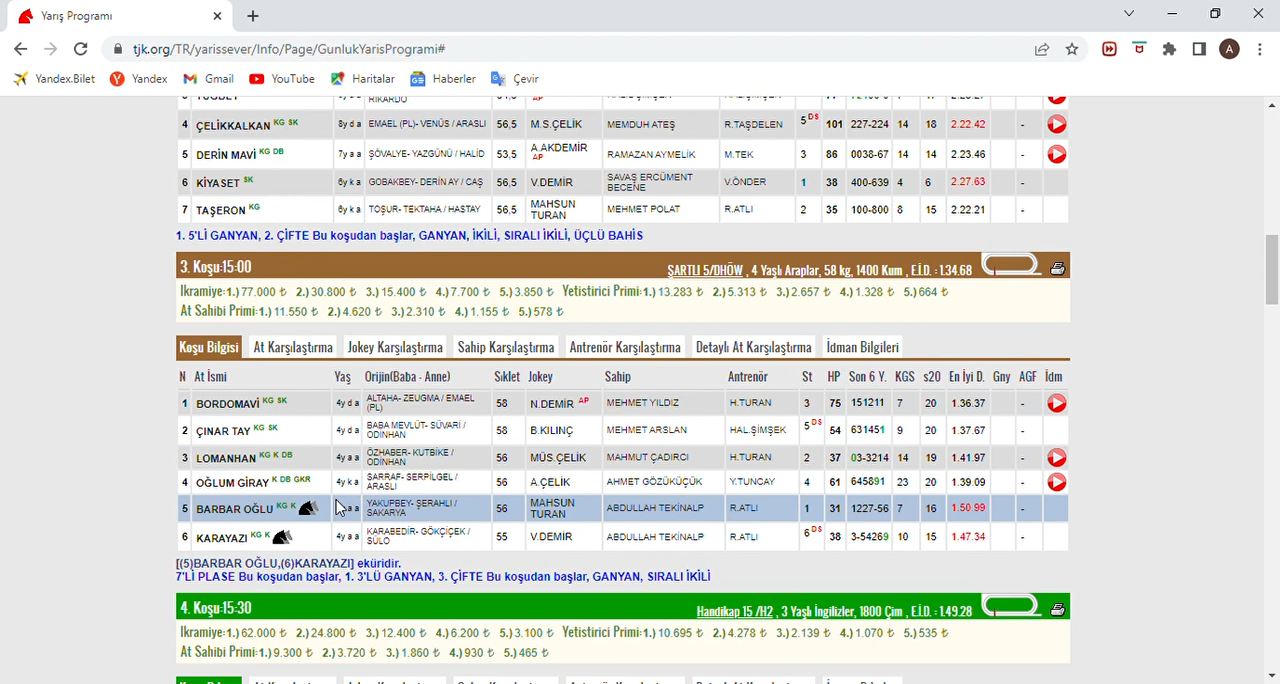 Yarış Programı
tjk.org/TR/yarissever/Info/Page/GunlukYarisProgrami#
A
Yandex.Bilet Yandex Gmail YouTube Haritalar Haberler Çevir
RİKARDO AP
4 ÇELİKKALKAN KG SK 8y d a EMAEL (PL)- VENÜS / ARASLI 56,5 M.S.ÇELİK MEMDUH ATEŞ R.TAŞDELEN 5 DS 101 227-224 14 18 2.22.42 -
5 DERİN MAVİ KG DB 7y a a ŞÖVALYE- YAZGÜNÜ / HALİD 53,5 A.AKDEMİR AP RAMAZAN AYMELİK M.TEK 3 86 0038-67 14 14 2.23.46 -
6 KİYASET SK 6y k a GOBAKBEY- DERİN AY / CAŞ 56,5 V.DEMİR SAVAŞ ERCÜMENT BECENE V.ÖNDER 1 38 400-639 4 6 2.27.63 -
7 TAŞERON KG 6y k a TOŞUR- TEKTAHA / HASTAY 56,5 MAHSUN TURAN MEHMET POLAT R.ATLI 2 35 100-800 8 15 2.22.21 -
1. 5'Lİ GANYAN, 2. ÇİFTE Bu koşudan başlar, GANYAN, İKİLİ, SIRALI İKİLİ, ÜÇLÜ BAHİS
3. Koşu:15:00 ŞARTLI 5/DHÖW , 4 Yaşlı Araplar, 58 kg, 1400 Kum , E.İ.D. : 1.34.68
Ikramiye:1.) 77.000 ₺ 2.) 30.800 ₺ 3.) 15.400 ₺ 4.) 7.700 ₺ 5.) 3.850 ₺ Yetistirici Primi:1.) 13.283 ₺ 2.) 5.313 ₺ 3.) 2.657 ₺ 4.) 1.328 ₺ 5.) 664 ₺
At Sahibi Primi:1.) 11.550 ₺ 2.) 4.620 ₺ 3.) 2.310 ₺ 4.) 1.155 ₺ 5.) 578 ₺
Koşu Bilgisi At Karşılaştırma Jokey Karşılaştırma Sahip Karşılaştırma Antrenör Karşılaştırma Detaylı At Karşılaştırma İdman Bilgileri
N At İsmi Yaş Orijin(Baba - Anne) Sıklet Jokey Sahip Antrenör St HP Son 6 Y. KGS s20 En İyi D. Gny AGF İdm
1 BORDOMAVİ KG SK 4y d a ALTAHA- ZEUGMA / EMAEL (PL) 58 N.DEMİR AP MEHMET YILDIZ H.TURAN 3 75 151211 7 20 1.36.37 -
2 ÇINAR TAY KG SK 4y d a BABA MEVLÜT- SÜVARİ / ODİNHAN 58 B.KILINÇ MEHMET ARSLAN HAL.ŞİMŞEK 5 DS 54 631451 9 20 1.37.67 -
3 LOMANHAN KG K DB 4y a a ÖZHABER- KUTBİKE / ODİNHAN 56 MÜS.ÇELİK MAHMUT ÇADIRCI H.TURAN 2 37 03-3214 14 19 1.41.97 -
4 OĞLUM GİRAY K DB GKR 4y k a SARRAF- SERPİLGEL / ARASLI 56 A.ÇELİK AHMET GÖZÜKÜÇÜK Y.TUNCAY 4 61 645891 23 20 1.39.09 -
5 BARBAR OĞLU KG K a a YAKUPBEY- ŞERAHLI / SAKARYA 56 MAHSUN TURAN ABDULLAH TEKİNALP R.ATLI 1 31 1227-56 7 16 1.50.99 -
6 KARAYAZI KG K 4y a a KARABEDİR- GÖKÇİÇEK / SÜLO 55 V.DEMİR ABDULLAH TEKİNALP R.ATLI 6 DS 38 3-54269 10 15 1.47.34 -
[(5)BARBAR OĞLU,(6)KARAYAZI] eküridir.
7'Lİ PLASE Bu koşudan başlar, 1. 3'LÜ GANYAN, 3. ÇİFTE Bu koşudan başlar, GANYAN, SIRALI İKİLİ
4. Koşu:15:30 Handikap 15 /H2 , 3 Yaşlı İngilizler, 1800 Çim , E.İ.D. : 1.49.28
Ikramiye:1.) 62.000 ₺ 2.) 24.800 ₺ 3.) 12.400 ₺ 4.) 6.200 ₺ 5.) 3.100 ₺ Yetistirici Primi:1.) 10.695 ₺ 2.) 4.278 ₺ 3.) 2.139 ₺ 4.) 1.070 ₺ 5.) 535 ₺
At Sahibi Primi:1.) 9.300 ₺ 2.) 3.720 ₺ 3.) 1.860 ₺ 4.) 930 ₺ 5.) 465 ₺